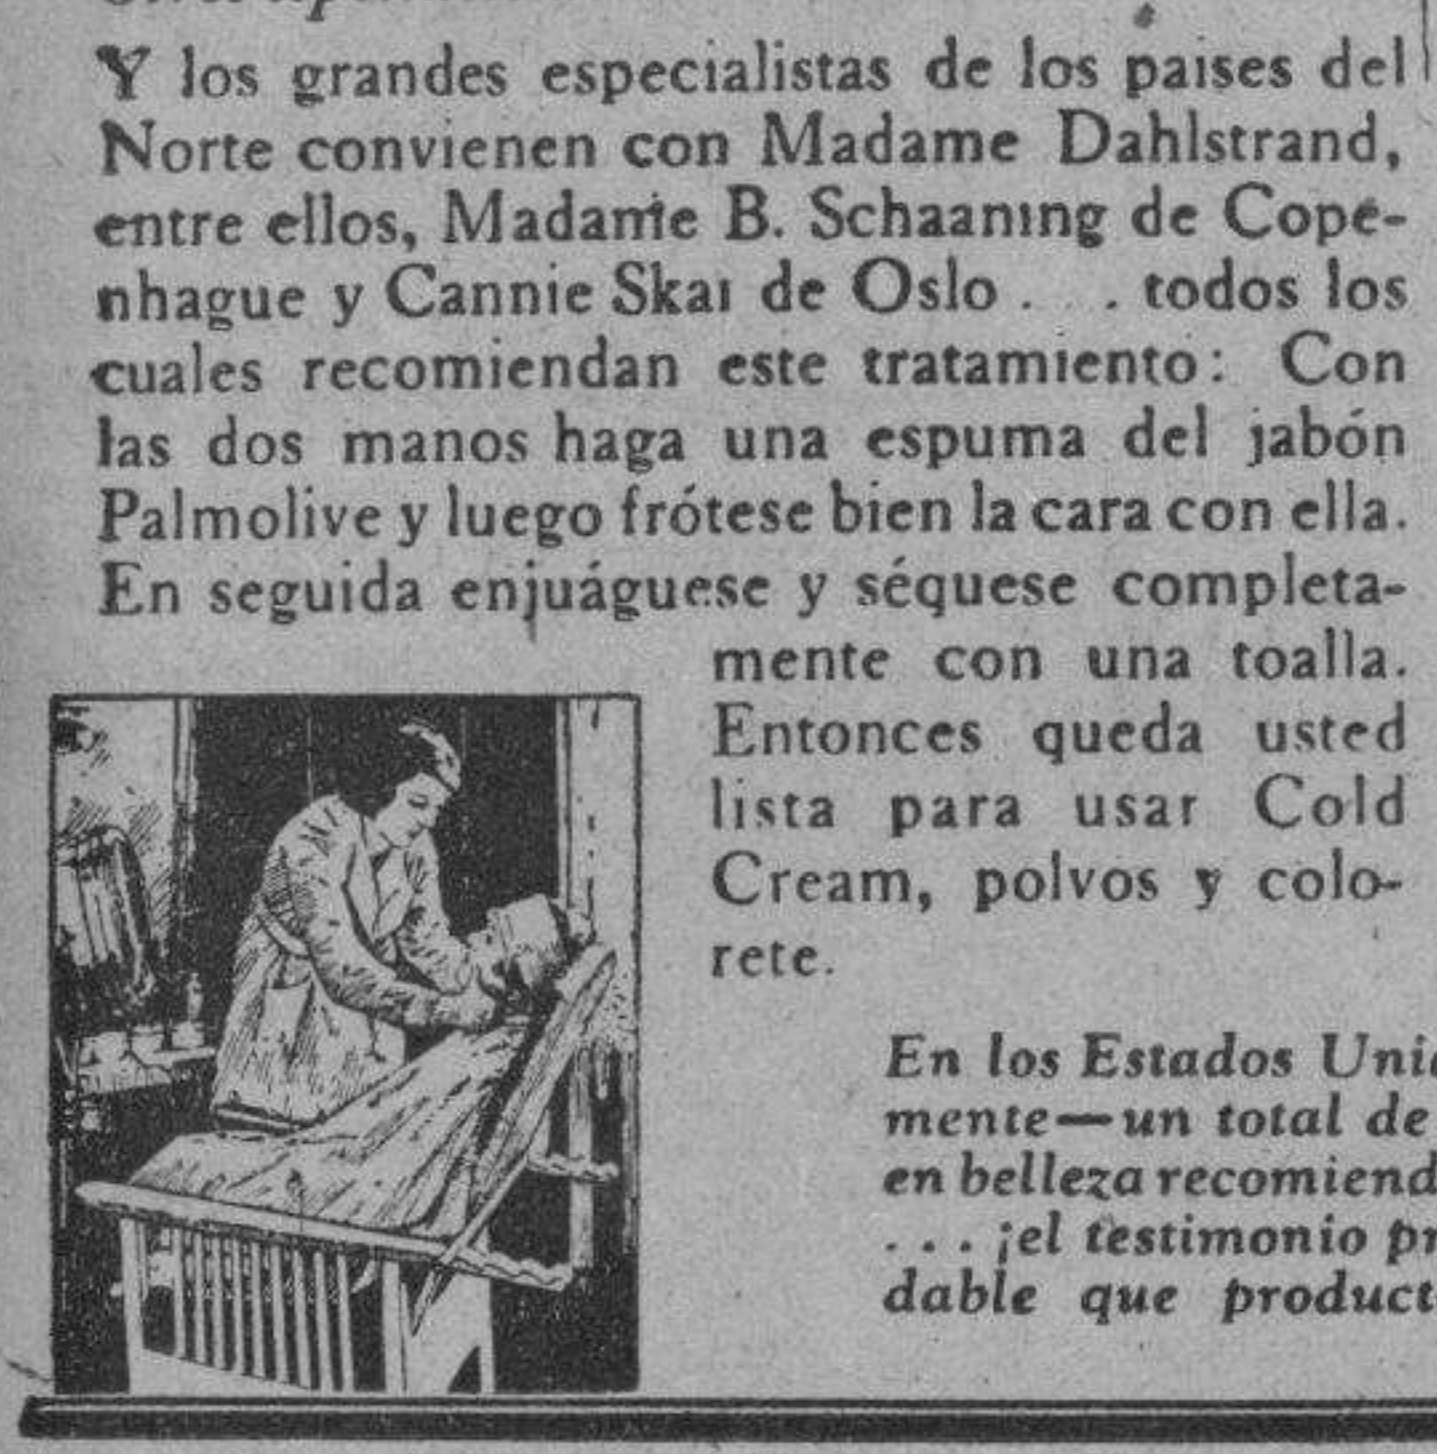 Y los grandes especialistas de los paises del
Norte convienen con Madame Dahlstrand,
entre ellos, Madame B. Schaaning de Cope-
nhague y Cannie Skai de Oslo . . . todos los
cuales recomiendan este tratamiento: Con
las dos manos haga una espuma del jabón
Palmolive y luego frótese bien la cara con ella.
En seguida enjuáguese y séquese completa-
mente con una toalla.
Entonces queda usted
lista para usar Cold
Cream, polvos y colo-
rete.
En los Estados
mente—un total de
en belleza
. . . ¡el testimonio
dable que